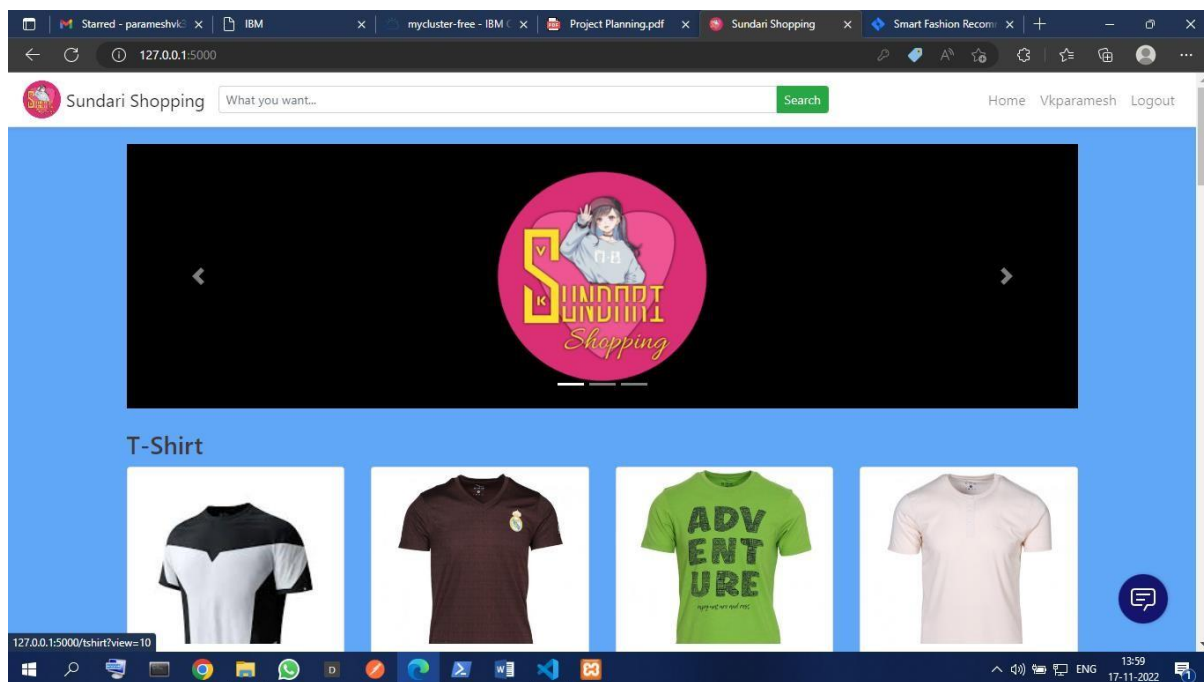 Starred - parameshvk3
IBM
mycluster-free - IBM C
Project Planning.pdf
Sundari Shopping
Smart Fashion Recom
127.0.0.1:5000
Sundari Shopping
What you want...
Search
Home
Vkparamesh
Logout
V
K
SUNDARI
Shopping
T-Shirt
ADV
ENT
URE
127.0.0.1:5000/tshirt?view=10
ENG
13:59
17-11-2022